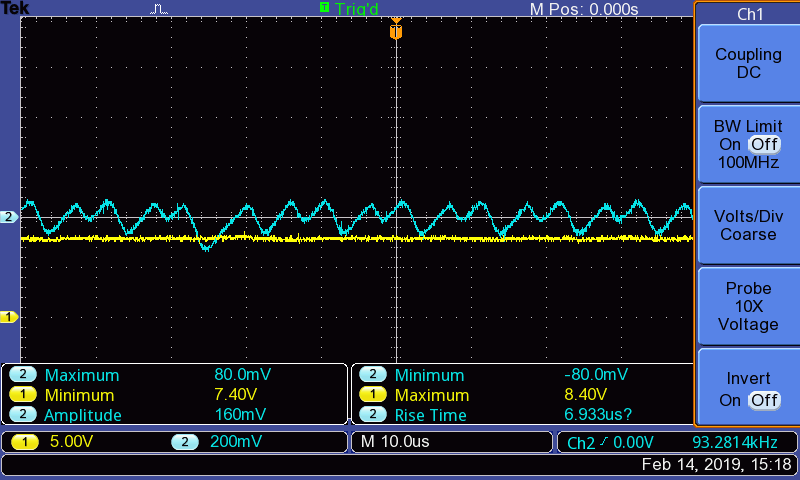 Tek
T Trig'd
M Pos: 0.000s
T
2
1
Ch1
Coupling
DC
BW Limit
On Off
100MHz
Volts/Div
Coarse
Probe
10X
Voltage
Invert
On Off
2 Maximum 80.0mV
1 Minimum 7.40V
2 Amplitude 160mV
2 Minimum -80.0mV
1 Maximum 8.40V
2 Rise Time 6.933us?
1 5.00V 2 200mV
M 10.0us
Ch2 / 0.00V 93.2814kHz
Feb 14, 2019, 15:18